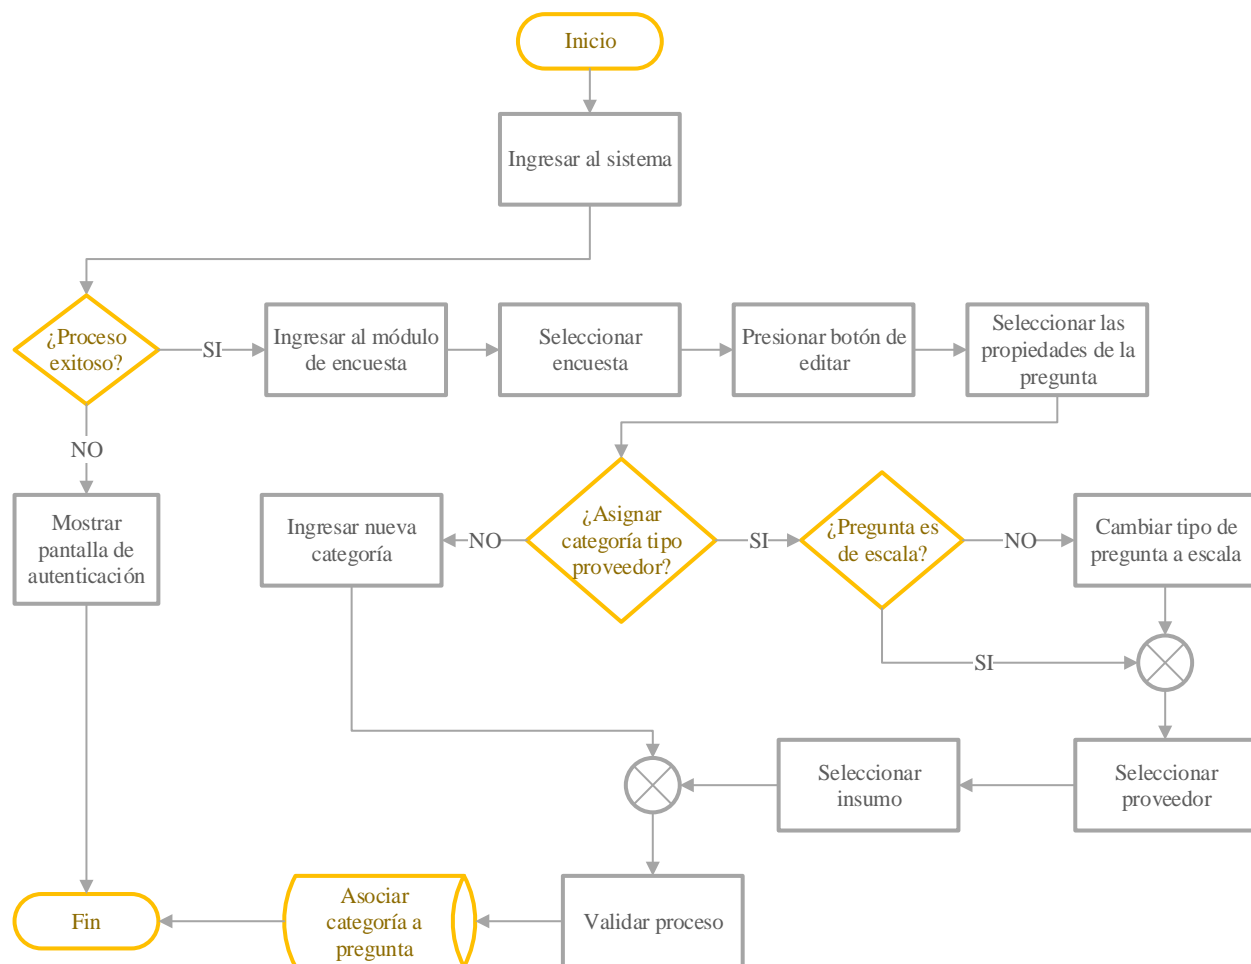 Inicio
Ingresar al sistema
¿Proceso
exitoso?
SI
Ingresar al módulo
de encuesta
Seleccionar
encuesta
Presionar botón de
editar
Seleccionar las
propiedades de la
pregunta
NO
Mostrar
pantalla de
autenticación
Ingresar nueva
categoría
NO
¿Asignar
categoría tipo
proveedor?
SI
¿Pregunta es
de escala?
NO
Cambiar tipo de
pregunta a escala
SI
Seleccionar
insumo
Seleccionar
proveedor
Fin
Asociar
categoría a
pregunta
Validar proceso